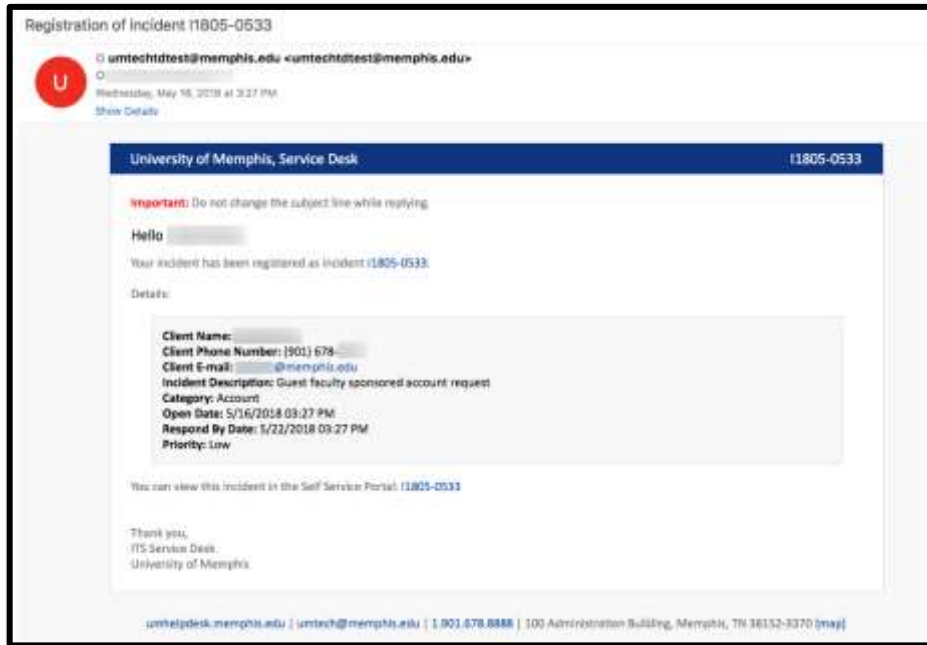 Registration of incident I1805-0533
umtechtdtest@memphis.edu <umtechtdtest@memphis.edu>
U
Wednesday, May 16, 2018 at 3:27 PM
Show Details
University of Memphis, Service Desk I1805-0533
Important: Do not change the subject line while replying.
Hello
Your incident has been registered as incident I1805-0533.
Details:
Client Name:
Client Phone Number: (901) 678-
Client E-mail: @memphis.edu
Incident Description: Guest faculty sponsored account request
Category: Account
Open Date: 5/16/2018 03:27 PM
Respond By Date: 5/22/2018 03:27 PM
Priority: Low
You can view this incident in the Self Service Portal: I1805-0533
Thank you,
ITS Service Desk
University of Memphis
umhelpdesk.memphis.edu | umtech@memphis.edu | 1.901.678.8888 | 100 Administration Building, Memphis, TN 38152-3370 (map)